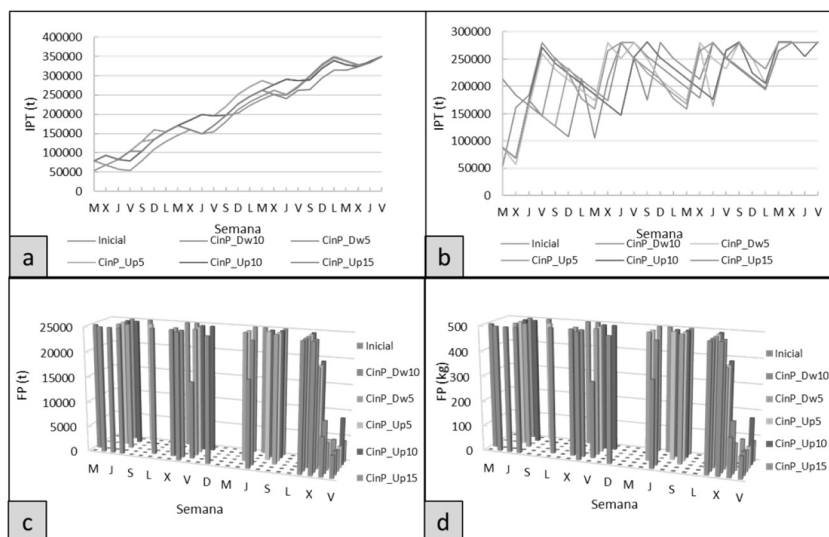 400000
350000
300000
250000
200000
150000
100000
50000
0
IPT (t)
M X J V S D L M X J V S D L M X J V S D L M X J V
Semana
Inicial CinP_Dw10 CinP_Dw5
CinP_Up5 CinP_Up10 CinP_Up15
a
300000
250000
200000
150000
100000
50000
0
IPT (t)
M X J V S D L M X J V S D L M X J V S D L M X J V
Semana
Inicial CinP_Dw10 CinP_Dw5
CinP_Up5 CinP_Up10 CinP_Up15
b
25000
20000
15000
10000
5000
0
FP (t)
M J S L X V D M J S L X V
Semana
Inicial
CinP_Dw10
CinP_Dw5
CinP_Up5
CinP_Up10
CinP_Up15
c
500
400
300
200
100
0
FP (kg)
M J S L X V D M J S L X V
Semana
Inicial
CinP_Dw10
CinP_Dw5
CinP_Up5
CinP_Up10
CinP_Up15
d